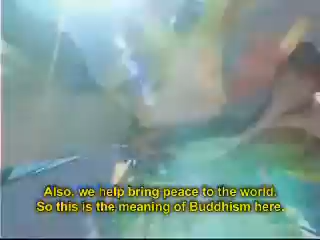 Also. we help bring peace to the world.
So this is the meaning of Buddhism here.